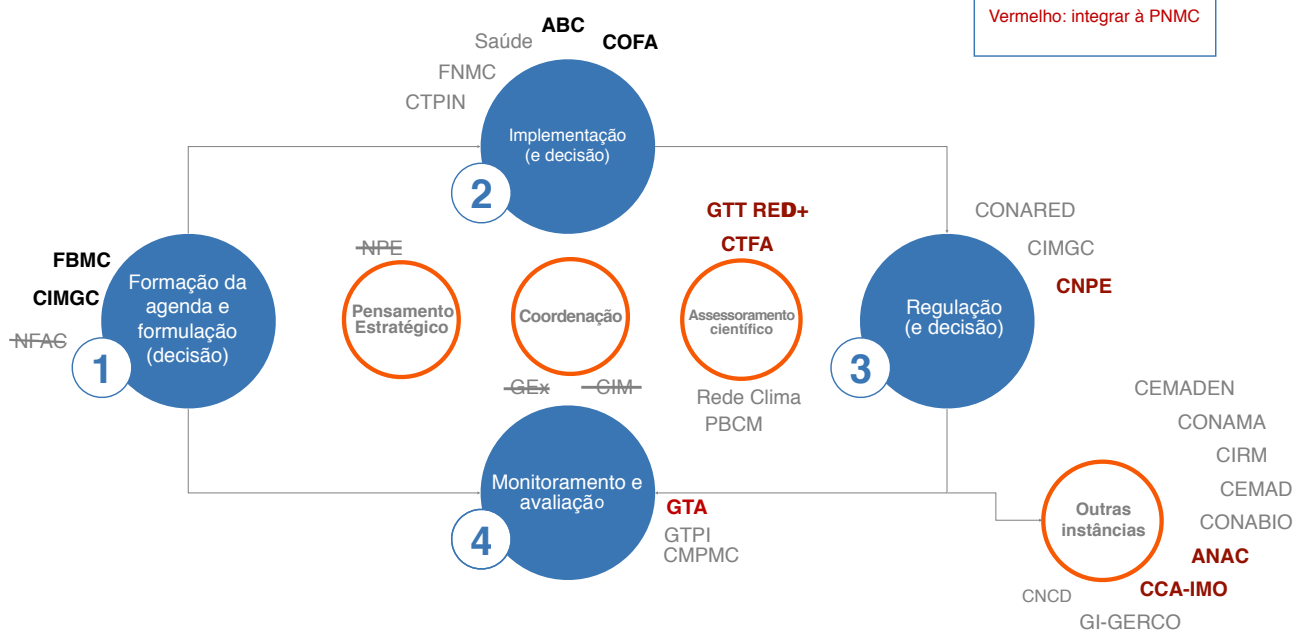 Vermelho: integrar à PNMC
ABC
Saúde
COFA
FNMC
CTPIN
Implementação
(e decisão)
2
GTT RED+
CTFA
CONARED
CIMGC
CNPE
NPE
FBMC
CIMGC
NFAC
Formação da
agenda e
formulação
(decisão)
1
Pensamento
Estratégico
Coordenação
Assessoramento
científico
Regulação
(e decisão)
3
GEx
CIM
Rede Clima
PBCM
Monitoramento e
avaliação
4
GTA
GTPI
CMPMC
CEMADEN
CONAMA
CIRM
CEMAD
CONABIO
ANAC
CCA-IMO
Outras
instâncias
CNCD
GI-GERCO